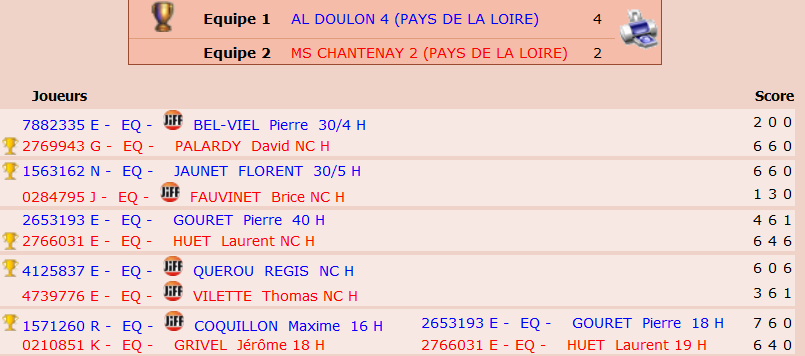 Equipe 1 AL DOULON 4 (PAYS DE LA LOIRE) 4
Equipe 2 MS CHANTENAY 2 (PAYS DE LA LOIRE) 2
Joueurs Score
7882335 E - EQ - JIFF BEL-VIEL Pierre 30/4 H 2 0 0
2769943 G - EQ - PALARDY David NC H 6 6 0
1563162 N - EQ - JAUNET FLORENT 30/5 H 6 6 0
0284795 J - EQ - JIFF FAUVINET Brice NC H 1 3 0
2653193 E - EQ - GOURET Pierre 40 H 4 6 1
2766031 E - EQ - HUET Laurent NC H 6 4 6
4125837 E - EQ - JIFF QUEROU REGIS NC H 6 0 6
4739776 E - EQ - JIFF VILETTE Thomas NC H 3 6 1
1571260 R - EQ - JIFF COQUILLON Maxime 16 H 2653193 E - EQ - GOURET Pierre 18 H 7 6 0
0210851 K - EQ - GRIVEL Jérôme 18 H 2766031 E - EQ - HUET Laurent 19 H 6 4 0